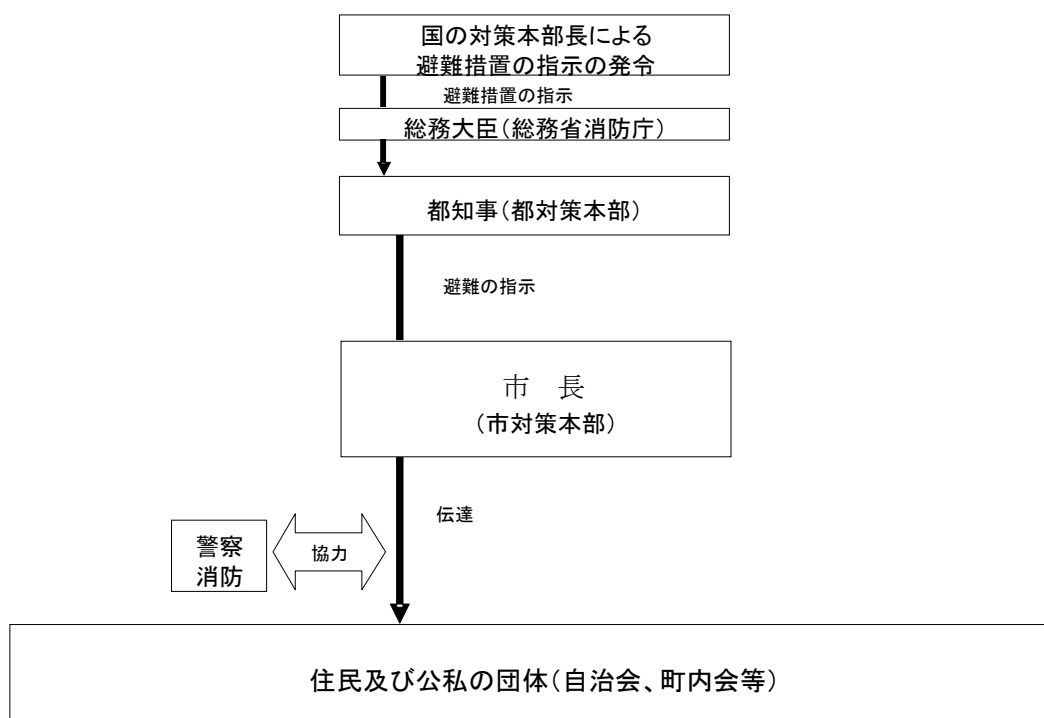 国の対策本部長による
避難措置の指示の発令
避難措置の指示
総務大臣(総務省消防庁)
都知事(都対策本部)
避難の指示
市　長
(市対策本部)
伝達
警察
消防
協力
住民及び公私の団体(自治会、町内会等)